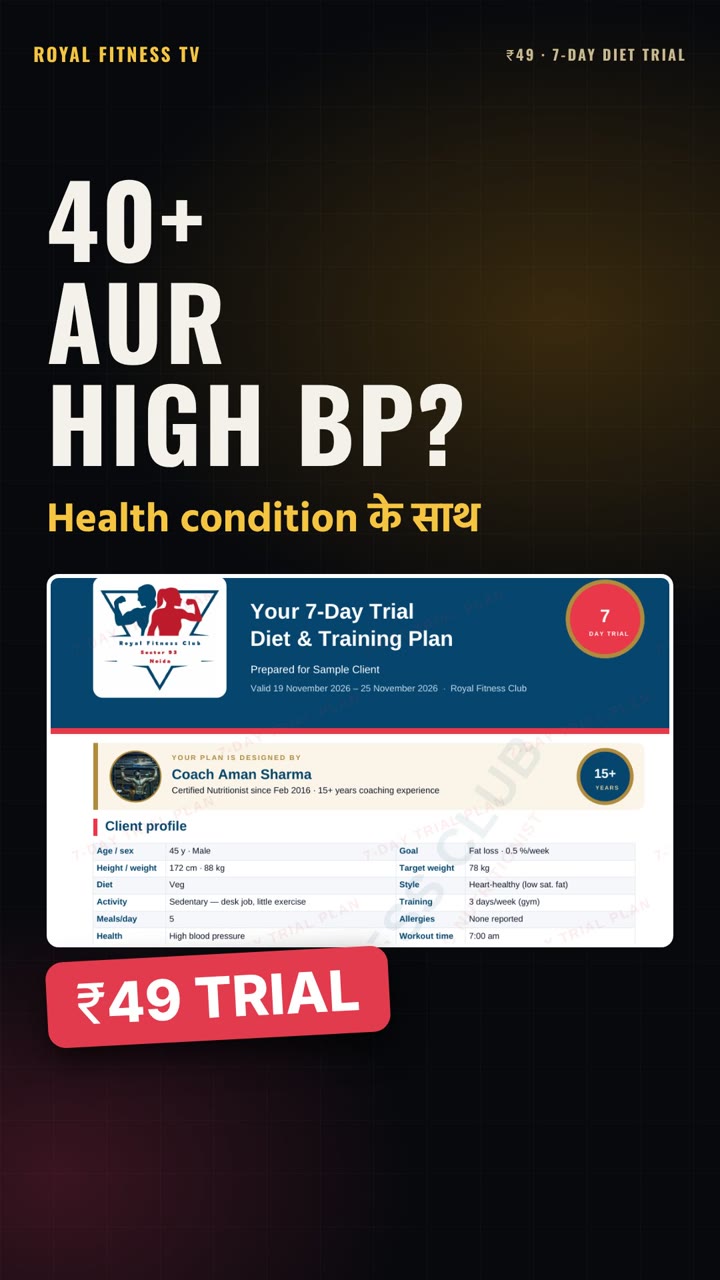 ROYAL FITNESS TV
₹49 · 7-DAY DIET TRIAL
40+
AUR
HIGH BP?
Health condition के साथ
Royal Fitness Club
Sector 93
Noida
Your 7-Day Trial
Diet & Training Plan
Prepared for Sample Client
Valid 19 November 2026 – 25 November 2026 · Royal Fitness Club
7
DAY TRIAL
YOUR PLAN IS DESIGNED BY
Coach Aman Sharma
Certified Nutritionist since Feb 2016 · 15+ years coaching experience
15+
YEARS
Client profile
Age / sex 45 y · Male Goal Fat loss · 0.5 %/week
Height / weight 172 cm · 88 kg Target weight 78 kg
Diet Veg Style Heart-healthy (low sat. fat)
Activity Sedentary — desk job, little exercise Training 3 days/week (gym)
Meals/day 5 Allergies None reported
Health High blood pressure Workout time 7:00 am
₹49 TRIAL